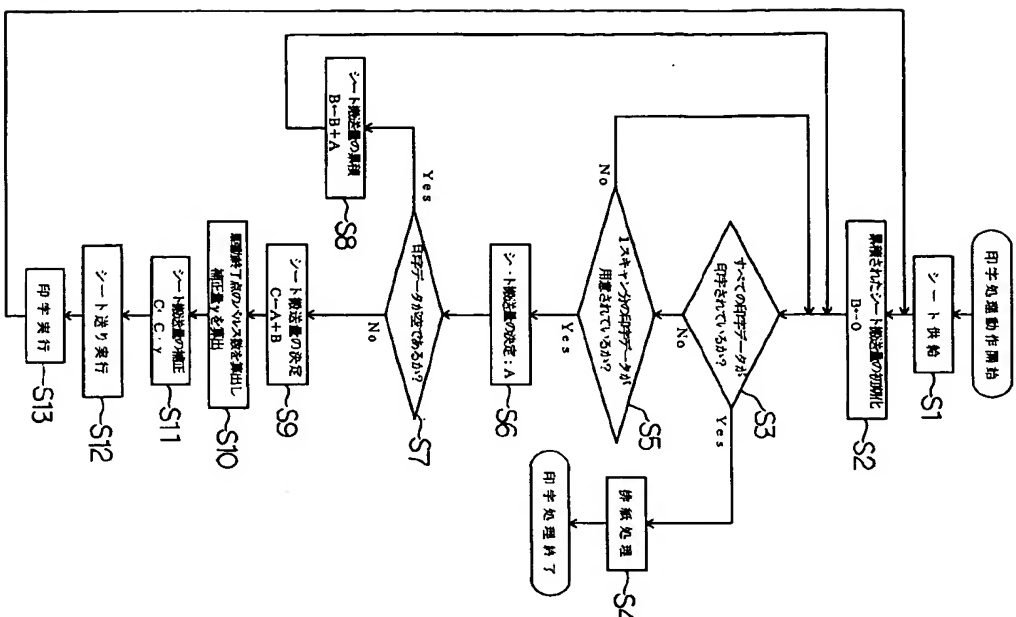 印字処理動作開始
シート供給
S1
累積されたシート搬送量の初期化
B←0
S2
すべての印字データが
印字されているか?
S3
Yes
No
排紙処理
印字処理終了
1スキャン分の印字データが
用意されているか?
S5
No
Yes
シート搬送量の決定:A
S6
印字データが空であるか?
S7
Yes
No
シート搬送量の累積
B←B+A
S8
シート搬送量の決定
C←A+B
S9
駆動終了点のパルス数を算出し
補正量γを算出
S10
シート搬送量の補正
S11
シート送り実行
S12
印字実行
S13